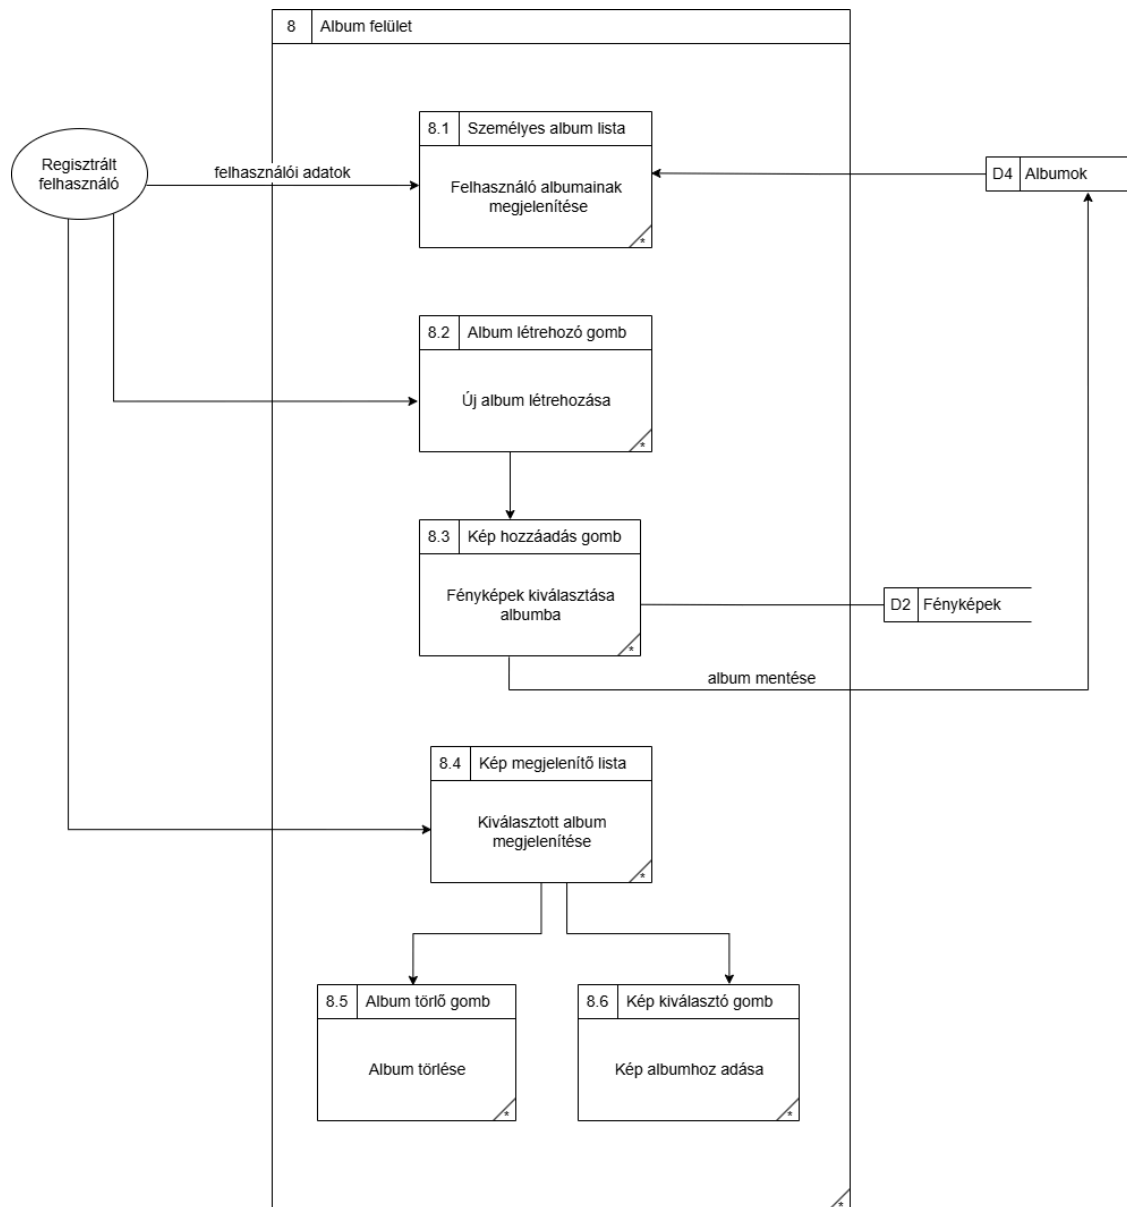 8 Album felület
8.1 Személyes album lista
Felhasználó albumainak
megjelenítése
*
Regisztrált
felhasználó
felhasználói adatok
D4 Albumok
8.2 Album létrehozó gomb
Új album létrehozása
*
8.3 Kép hozzáadás gomb
Fényképek kiválasztása
albumba
*
D2 Fényképek
album mentése
8.4 Kép megjelenítő lista
Kiválasztott album
megjelenítése
*
8.5 Album törlő gomb
Album törlése
*
8.6 Kép kiválasztó gomb
Kép albumhoz adása
*
*